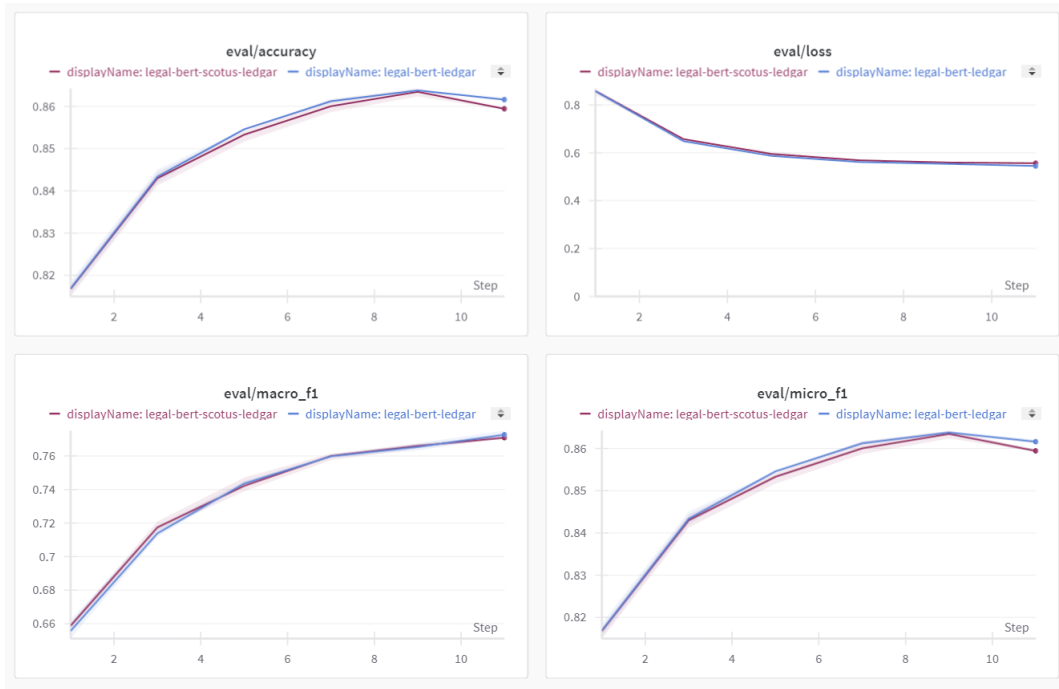 eval/accuracy
displayName: legal-bert-scotus-ledgar displayName: legal-bert-ledgar
0.86
0.85
0.84
0.83
0.82
Step
2 4 6 8 10
eval/loss
displayName: legal-bert-scotus-ledgar displayName: legal-bert-ledgar
0.8
0.6
0.4
0.2
0
Step
2 4 6 8 10
eval/macro_f1
displayName: legal-bert-scotus-ledgar displayName: legal-bert-ledgar
0.76
0.74
0.72
0.7
0.68
0.66
Step
2 4 6 8 10
eval/micro_f1
displayName: legal-bert-scotus-ledgar displayName: legal-bert-ledgar
0.86
0.85
0.84
0.83
0.82
Step
2 4 6 8 10